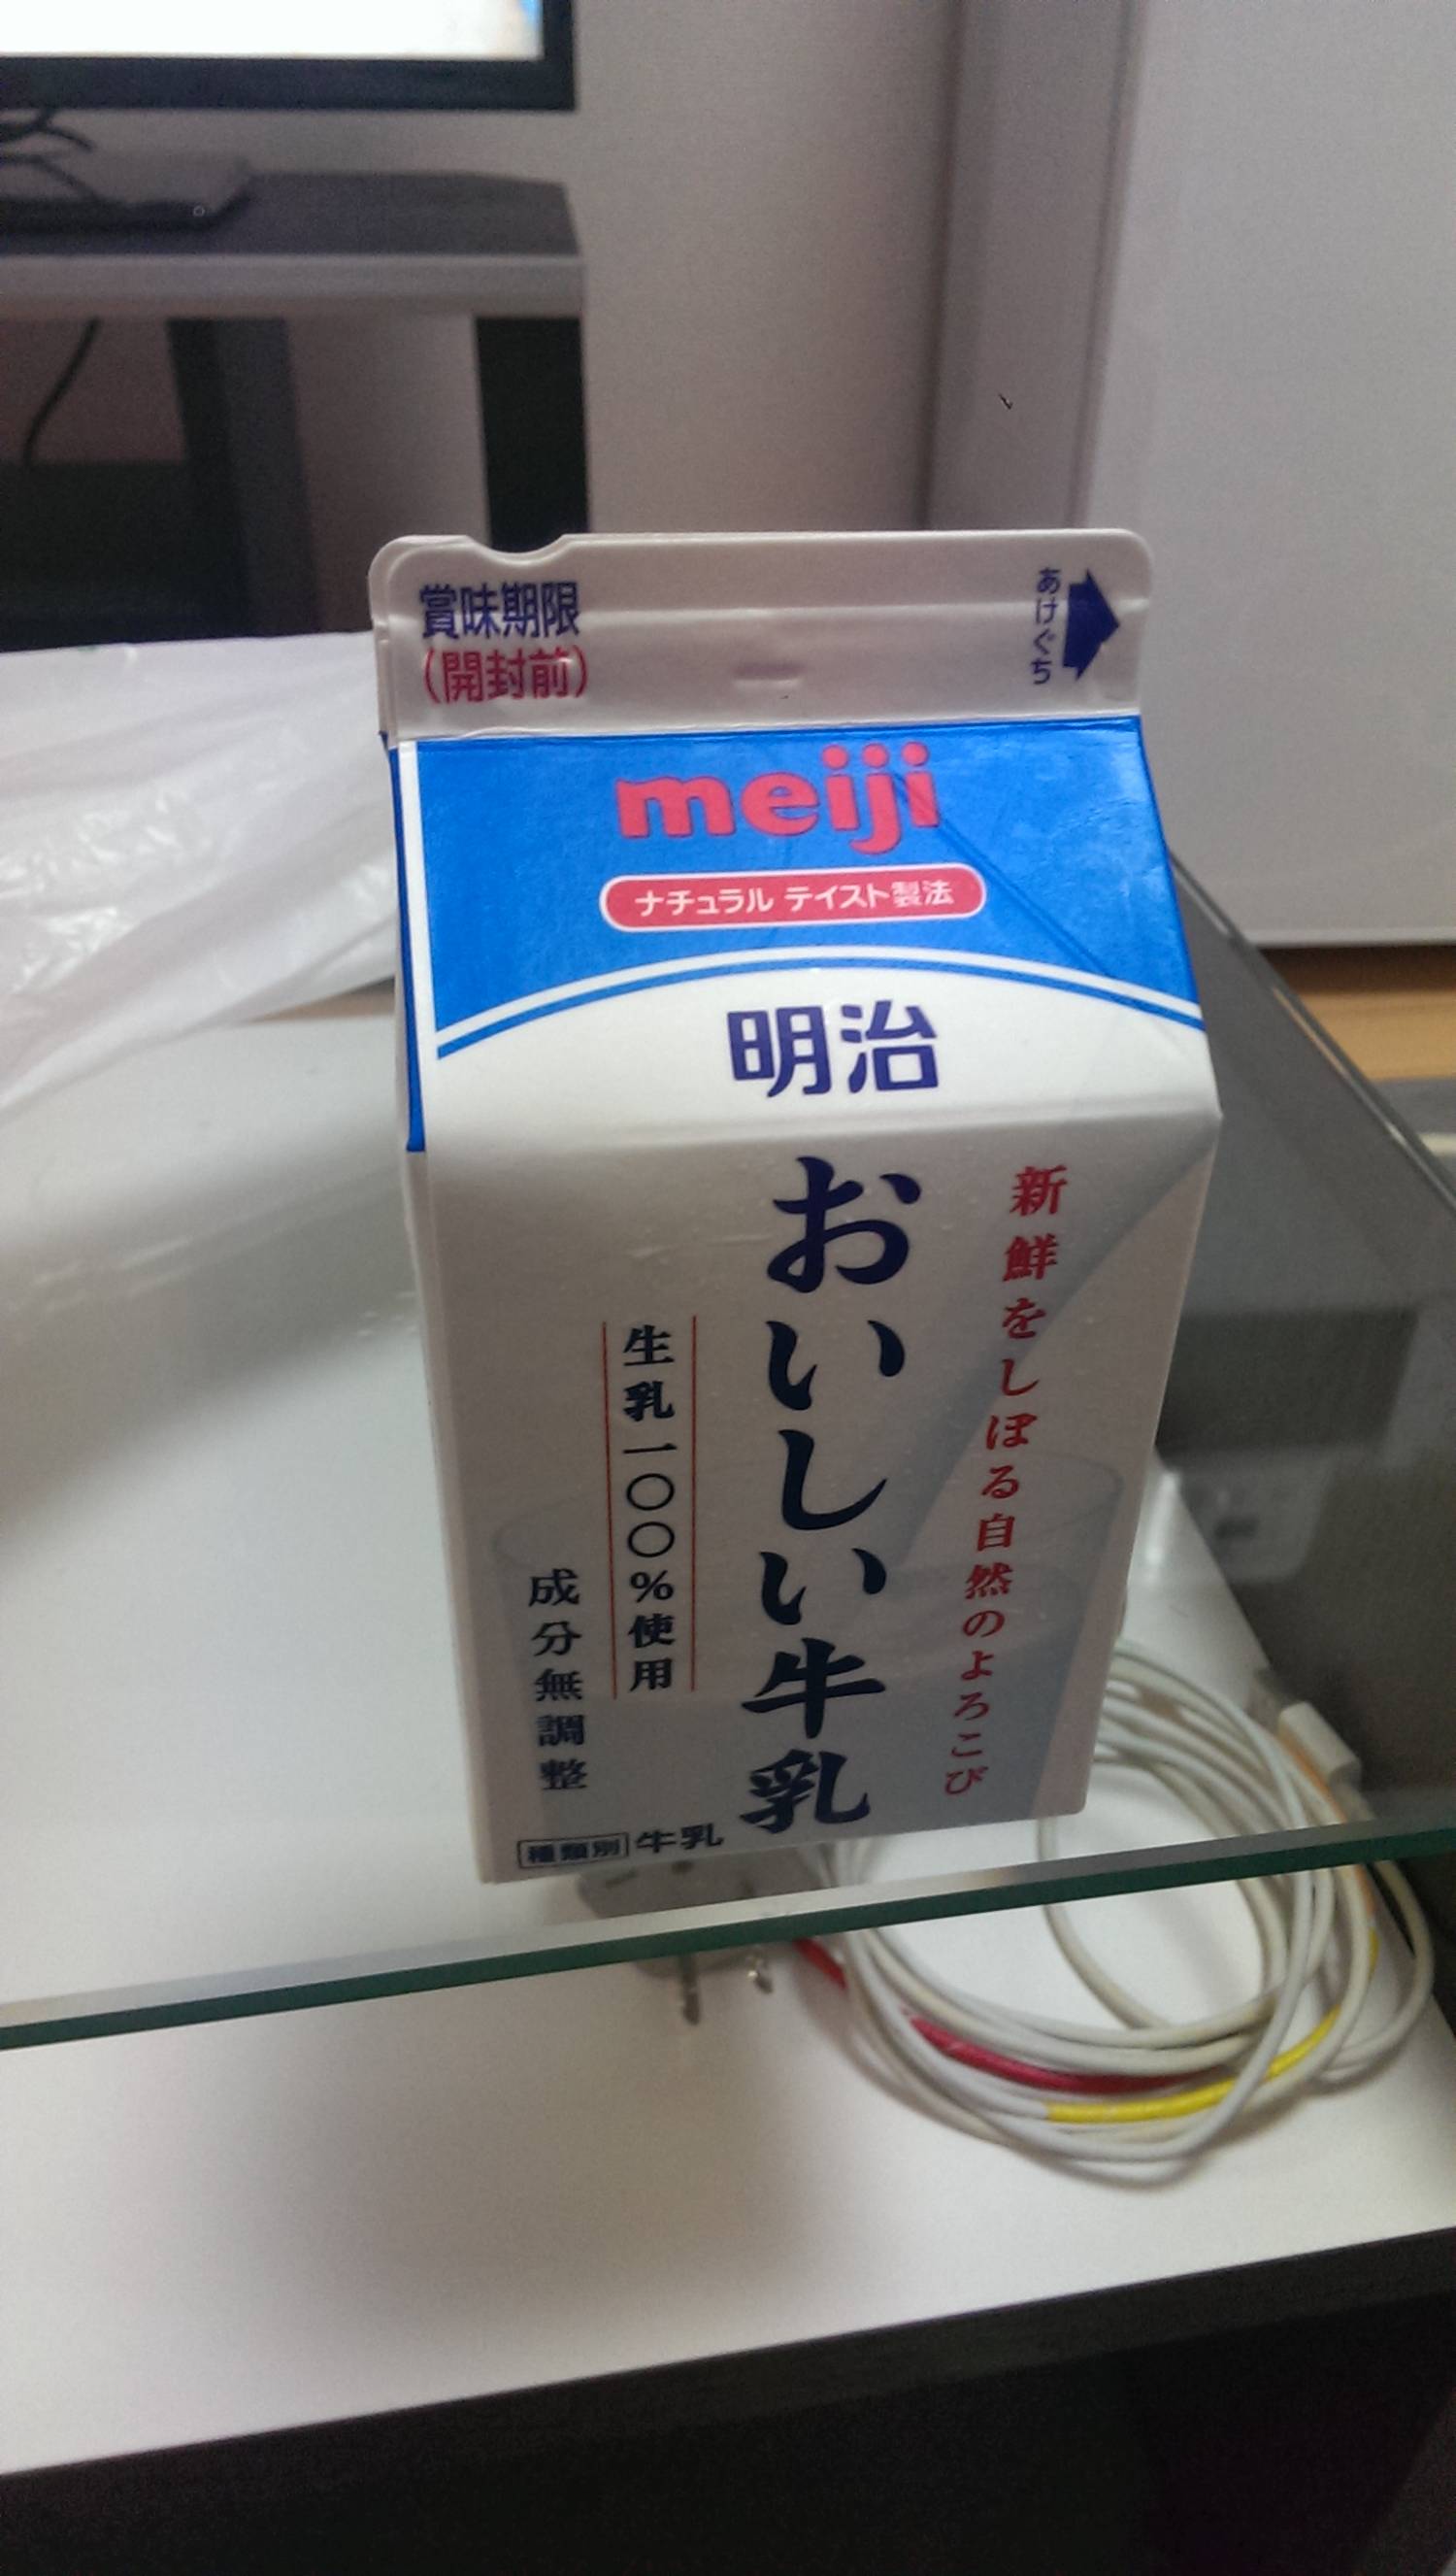 賞味期限
(開封前)
あけぐち
meiji
ナチュラル テイスト製法
明治
新鮮をしぼる自然のよろこび
おいしい牛乳
生乳一〇〇%使用
成分無調整
種類別 牛乳